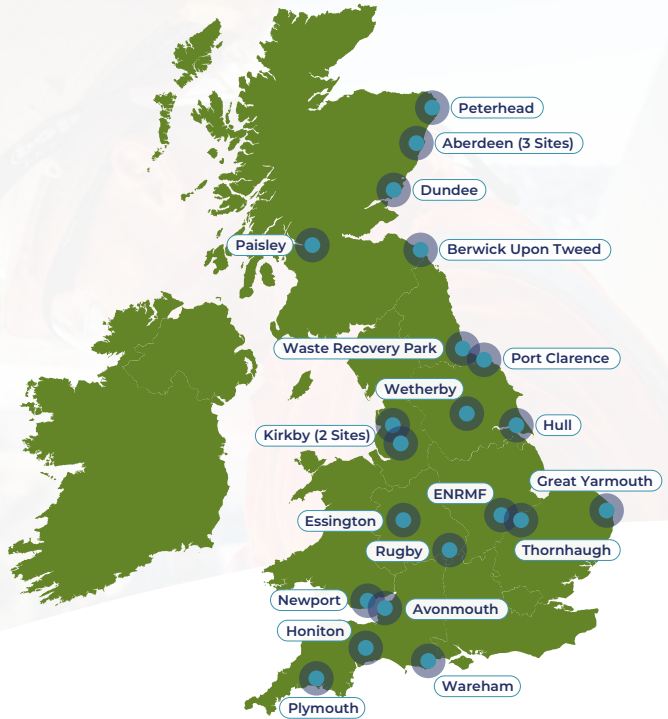 Peterhead
Aberdeen (3 Sites)
Dundee
Paisley
Berwick Upon Tweed
Waste Recovery Park
Port Clarence
Wetherby
Hull
Kirkby (2 Sites)
Great Yarmouth
ENRMF
Essington
Rugby
Thornhaugh
Newport
Avonmouth
Honiton
Wareham
Plymouth